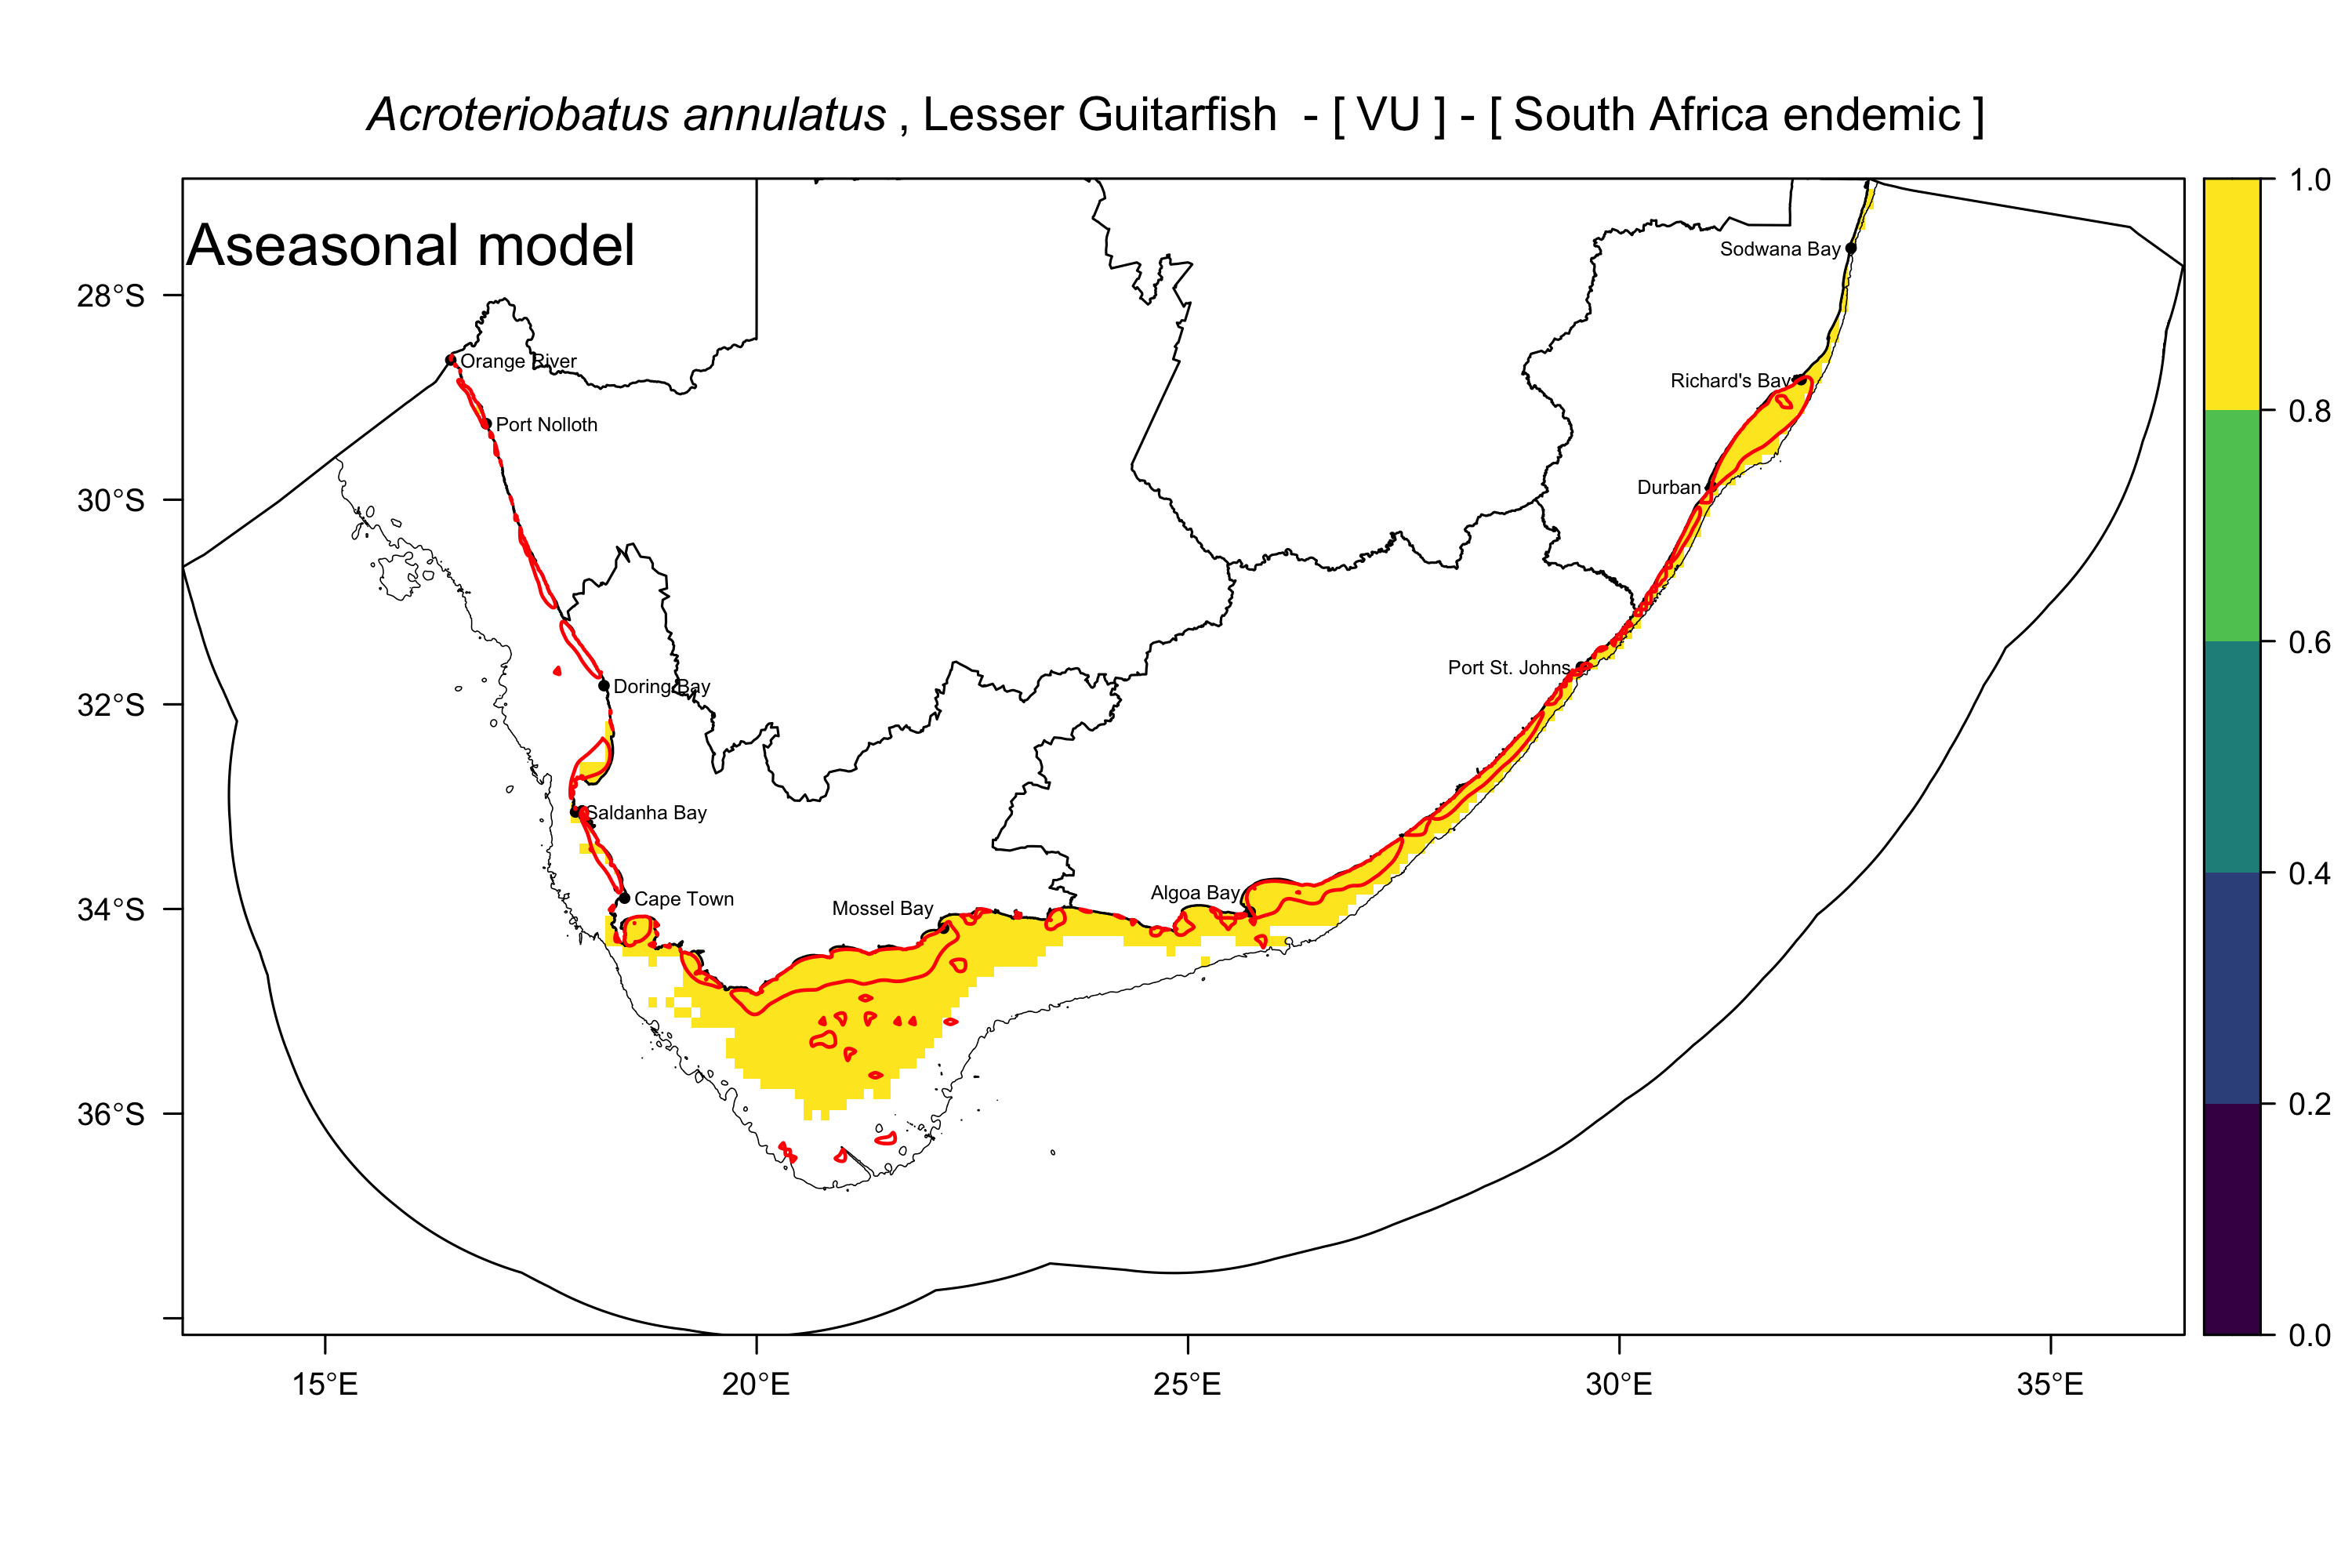 Acroteriobatus annulatus , Lesser Guitarfish - [ VU ] - [ South Africa endemic ]
Aseasonal model
1.0
0.8
0.6
0.4
0.2
0.0
28°S
30°S
32°S
34°S
36°S
Sodwana Bay
Orange River
Richard's Bay
Port Nolloth
Durban
Port St. Johns
Doring Bay
Saldanha Bay
Algoa Bay
Cape Town
Mossel Bay
15°E
20°E
25°E
30°E
35°E